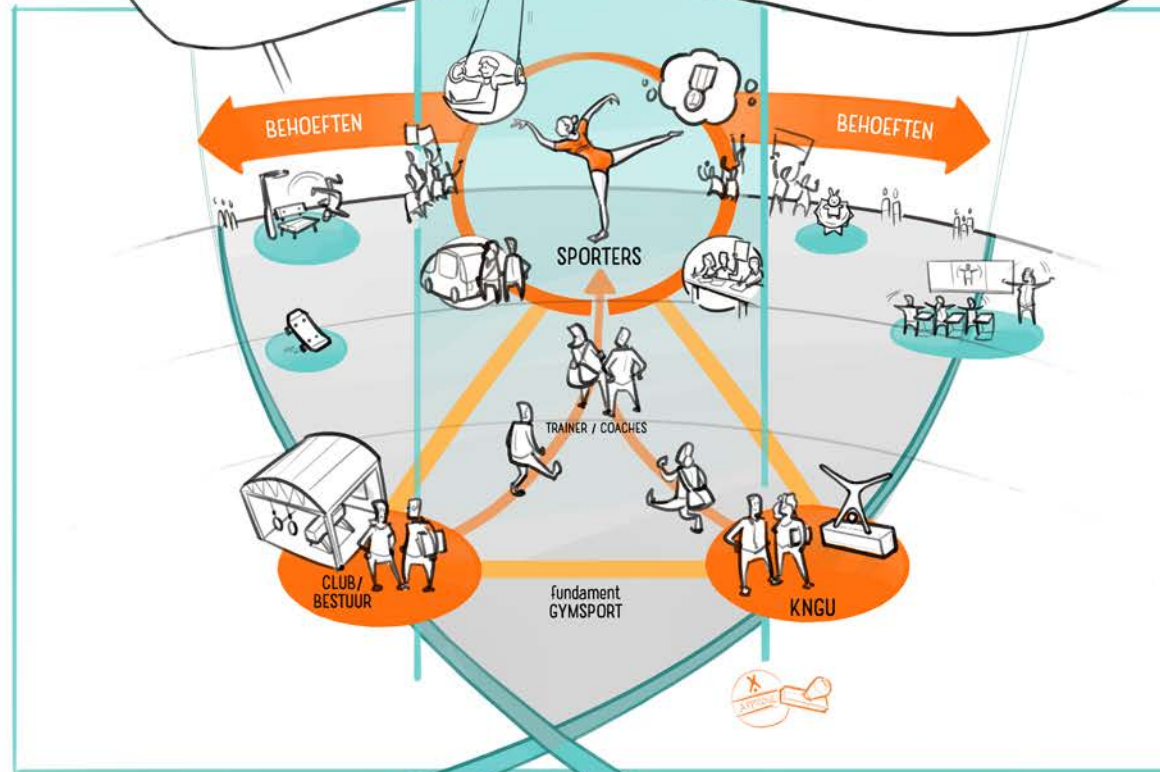 BEHOEFTEN
BEHOEFTEN
SPORTERS
TRAINER / COACHES
CLUB/
BESTUUR
fundament
GYMSPORT
KNGU